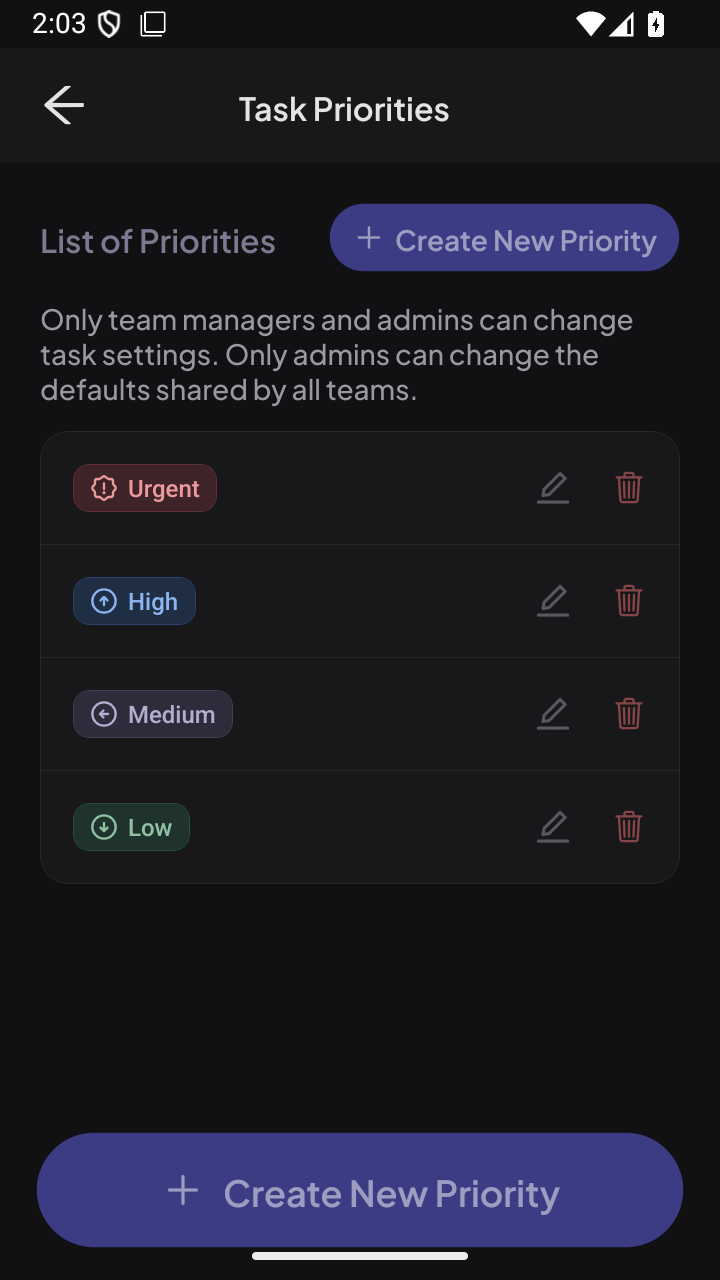 2:03
Task Priorities
List of Priorities
Create New Priority
Only team managers and admins can change
task settings. Only admins can change the
defaults shared by all teams.
Urgent
High
Medium
Low
Create New Priority